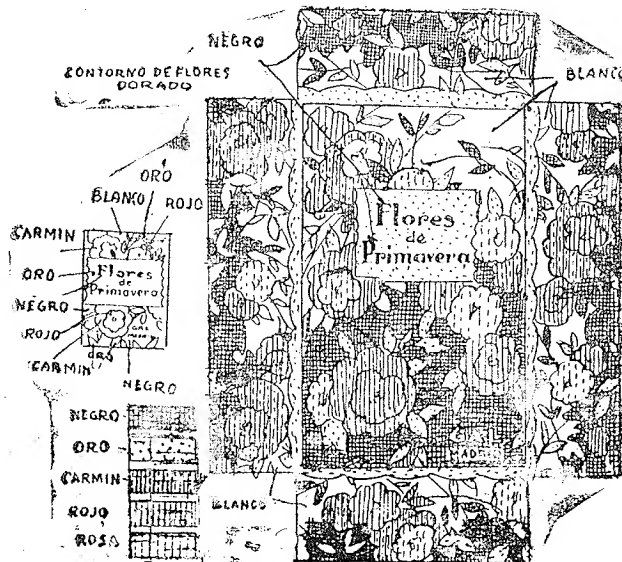 NEGRO
CONTORNO DE FLORES
DORADO
BLANCO
ORO
BLANCO
ROJO
CARMIN
ORO
Flores
de
Primavera
NEGRO
ROJO
GAL
CARMIN
NEGRO
Flores
de
Primavera
NEGRO
ORO
CARMIN
ROJO
ROSA
BLANCO